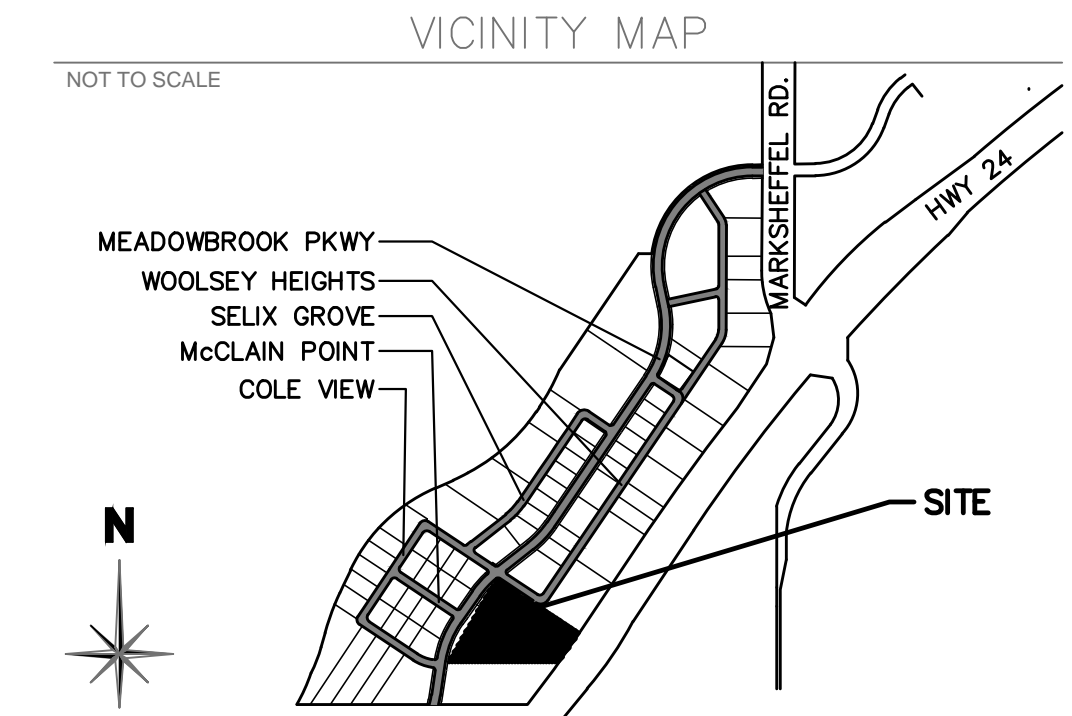 VICINITY MAP
NOT TO SCALE
MARKSHEFFEL RD.
HWY 24
MEADOWBROOK PKWY
WOOLSEY HEIGHTS
SELIX GROVE
McCLAIN POINT
COLE VIEW
SITE
N